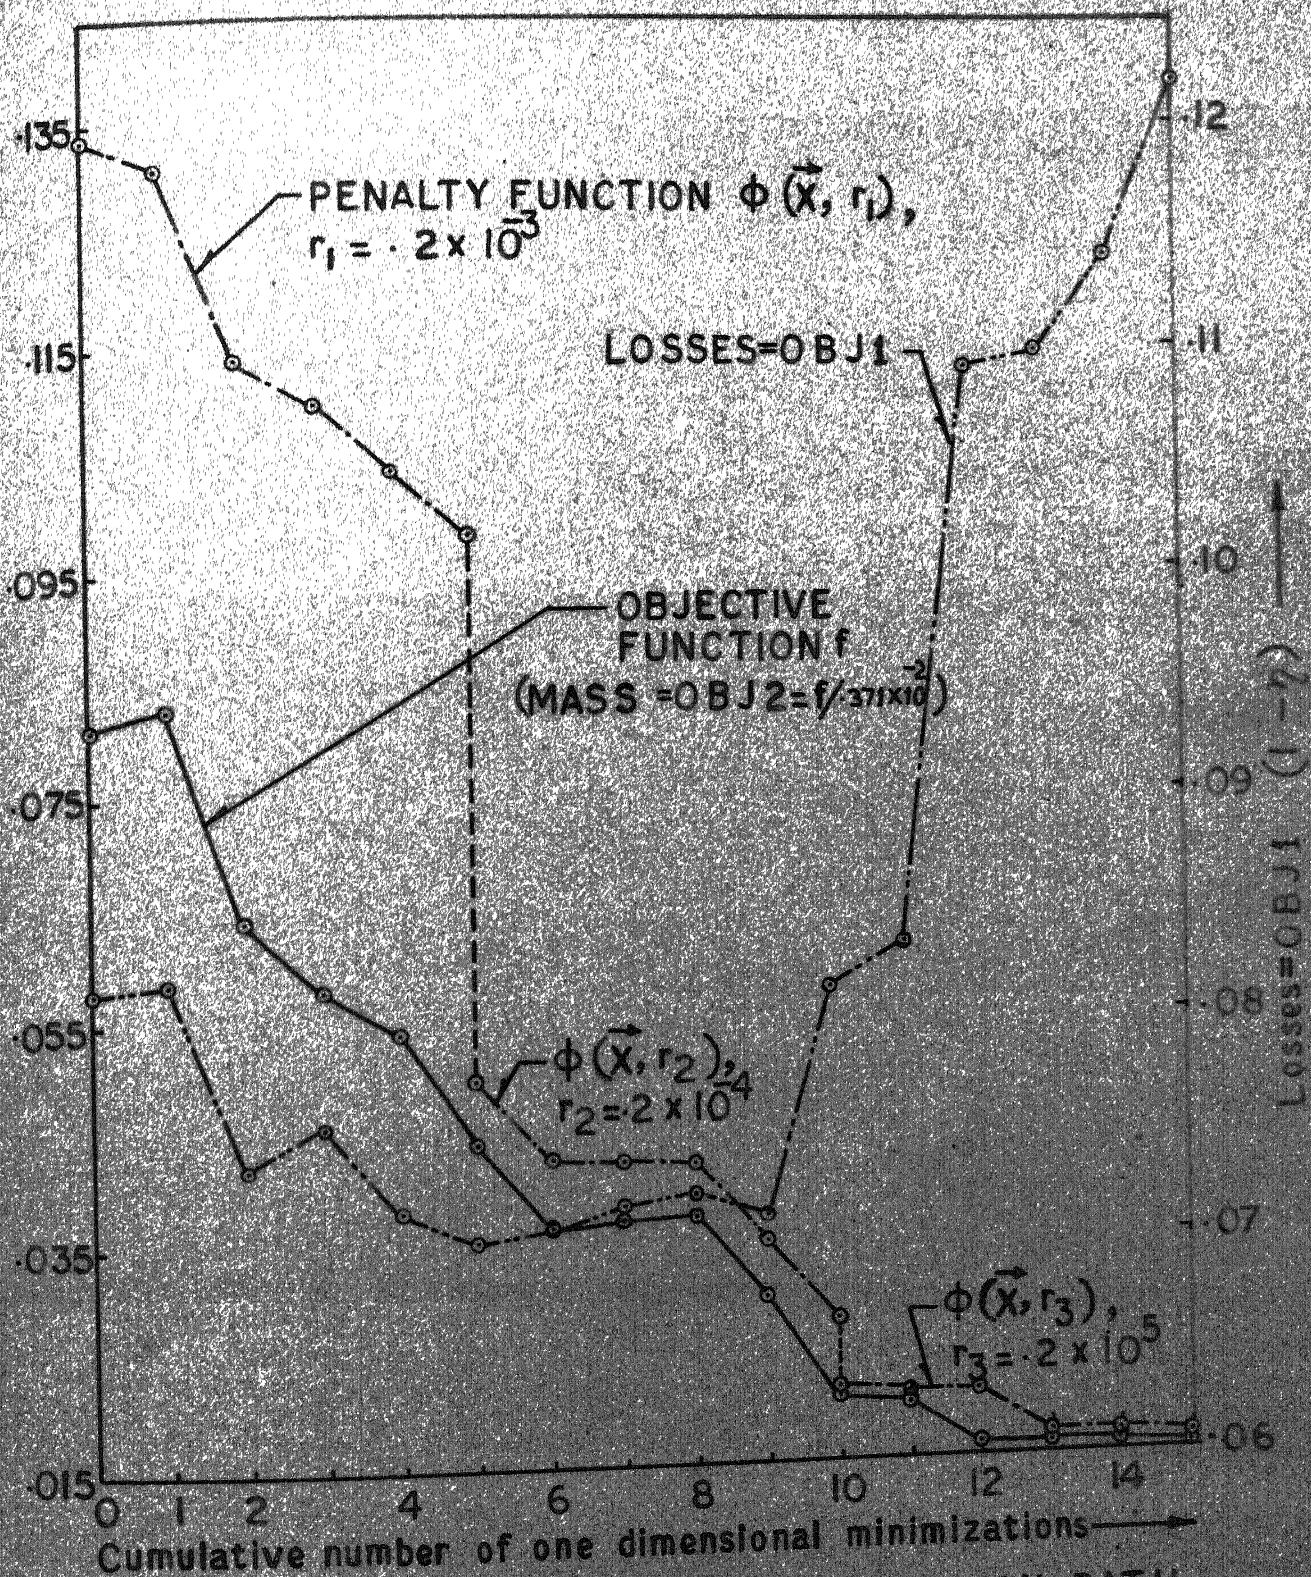 .135
.12
PENALTY FUNCTION ϕ(x⃗, r₁),
r₁ = .2 x 10⁻³
.115
LOSSES=OBJ1
.11
.095
.10
OBJECTIVE
FUNCTION f
(MASS =OBJ2=f/.371x10⁻²)
.075
.09
Losses=OBJ1 (1-η)
.055
.08
ϕ(x⃗, r₂),
r₂=.2 x 10⁻⁴
.035
.07
ϕ(x⃗, r₃),
r₃=.2 x 10⁵
.06
.015
0 1 2 4 6 8 10 12 14
Cumulative number of one dimensional minimizations